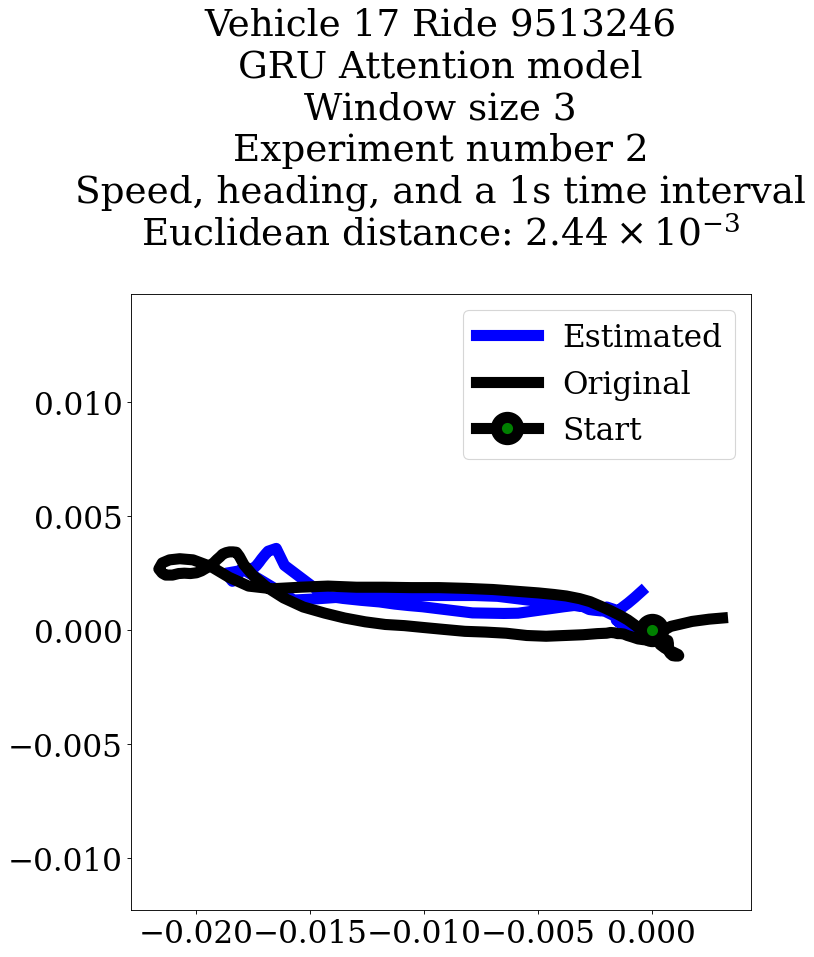 Vehicle 17 Ride 9513246
GRU Attention model
Window size 3
Experiment number 2
Speed, heading, and a 1s time interval
Euclidean distance: 2.44 × 10⁻³
Estimated
Original
Start
0.010
0.005
0.000
−0.005
−0.010
−0.020 −0.015 −0.010 −0.005 0.000